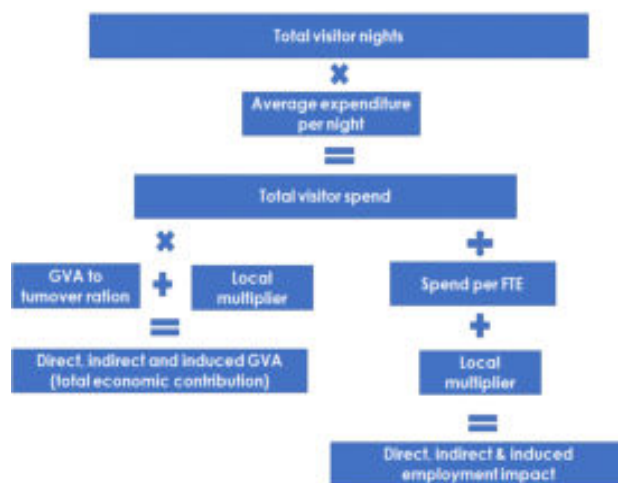 Total visitor nights
Average expenditure
per night
Total visitor spend
GVA to
turnover ration
Local
multiplier
Spend per FTE
Direct, indirect and induced GVA
(total economic contribution)
Local
multiplier
Direct, indirect & induced
employment impact